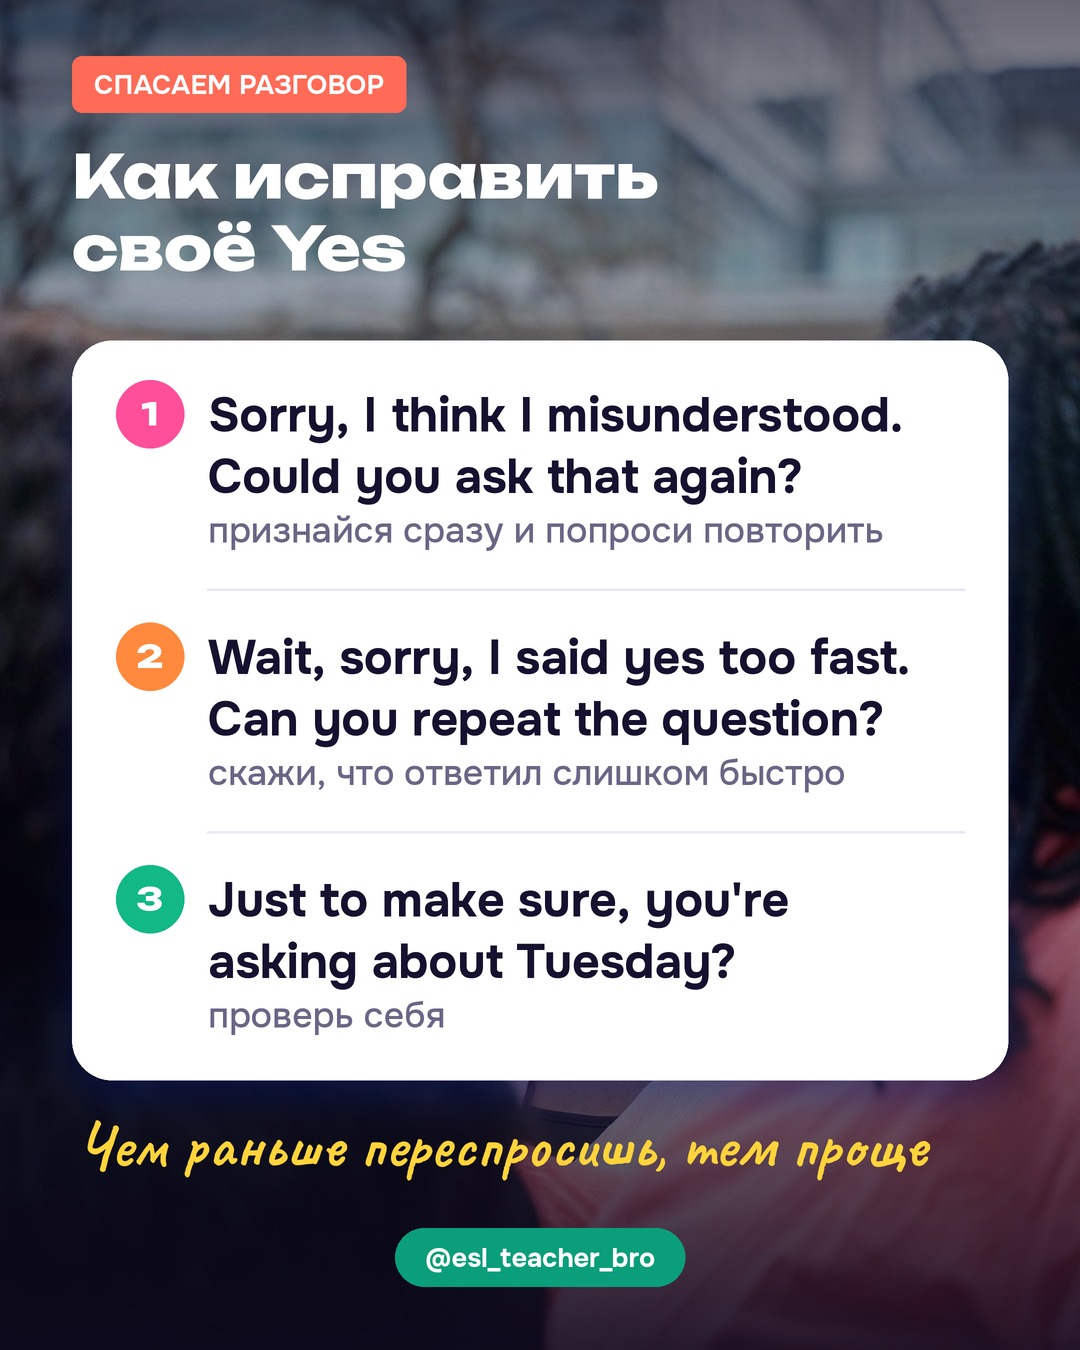 СПАСАЕМ РАЗГОВОР
Как исправить
своё Yes
1
Sorry, I think I misunderstood.
Could you ask that again?
признайся сразу и попроси повторить
2
Wait, sorry, I said yes too fast.
Can you repeat the question?
скажи, что ответил слишком быстро
3
Just to make sure, you're
asking about Tuesday?
проверь себя
Чем раньше переспросишь, тем проще
@esl_teacher_bro